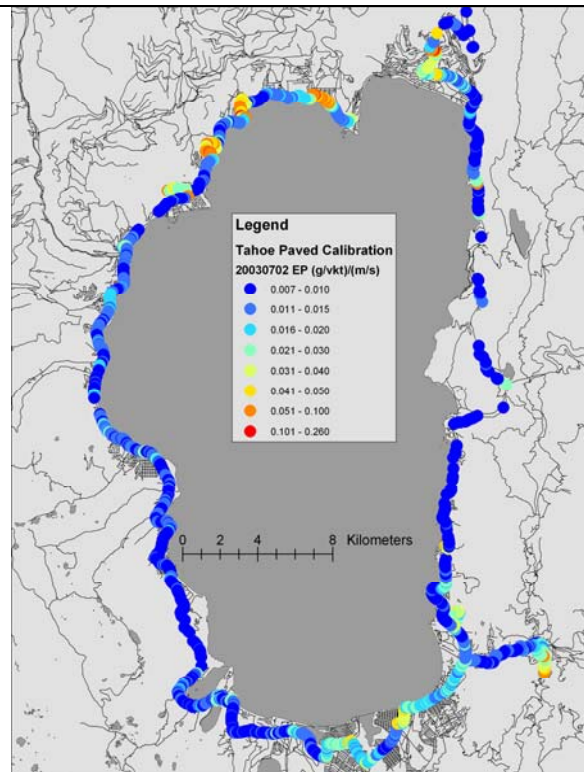 Legend
Tahoe Paved Calibration
20030702 EP (g/vkt)/(m/s)
0.007 - 0.010
0.011 - 0.015
0.016 - 0.020
0.021 - 0.030
0.031 - 0.040
0.041 - 0.050
0.051 - 0.100
0.101 - 0.260
0 2 4 8 Kilometers